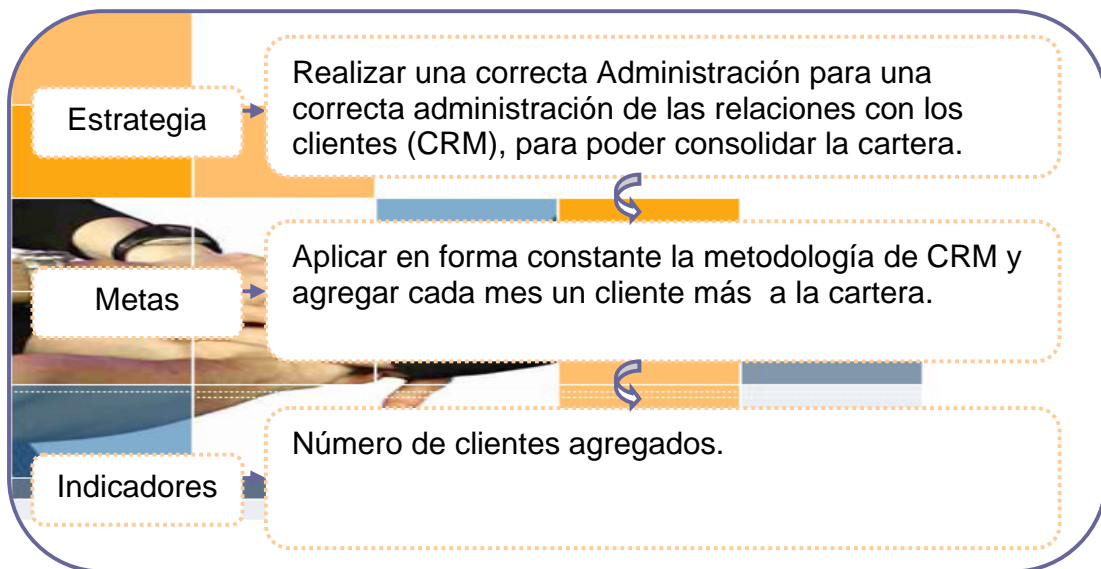 Estrategia
Realizar una correcta Administración para una
correcta administración de las relaciones con los
clientes (CRM), para poder consolidar la cartera.
Metas
Aplicar en forma constante la metodología de CRM y
agregar cada mes un cliente más  a la cartera.
Indicadores
Número de clientes agregados.